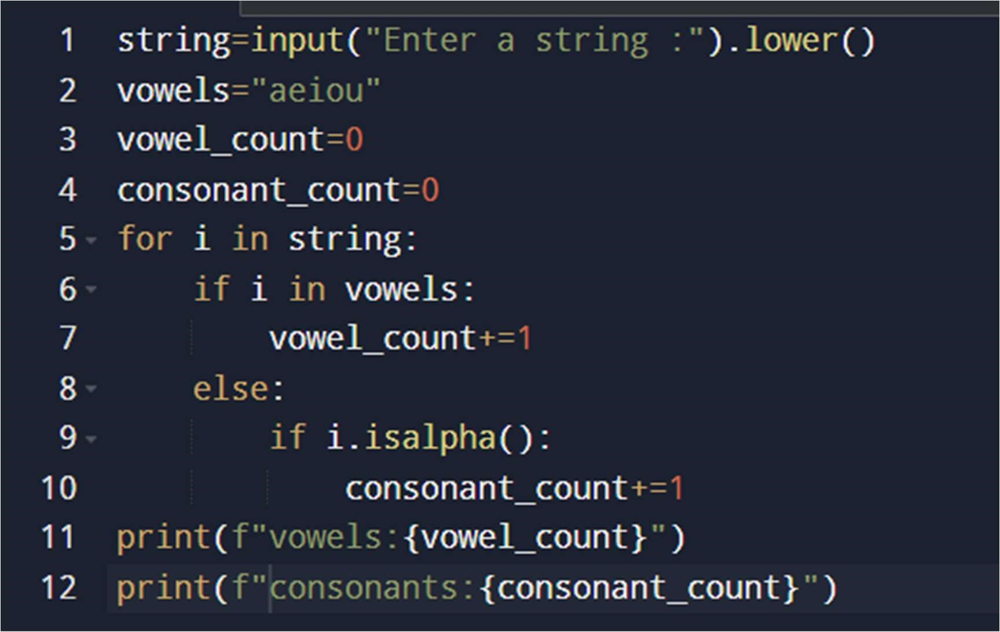 1 string=input("Enter a string :").lower()
2 vowels="aeiou"
3 vowel_count=0
4 consonant_count=0
5 for i in string:
6     if i in vowels:
7         vowel_count+=1
8     else:
9         if i.isalpha():
10             consonant_count+=1
11 print(f"vowels:{vowel_count}")
12 print(f"consonants:{consonant_count}")